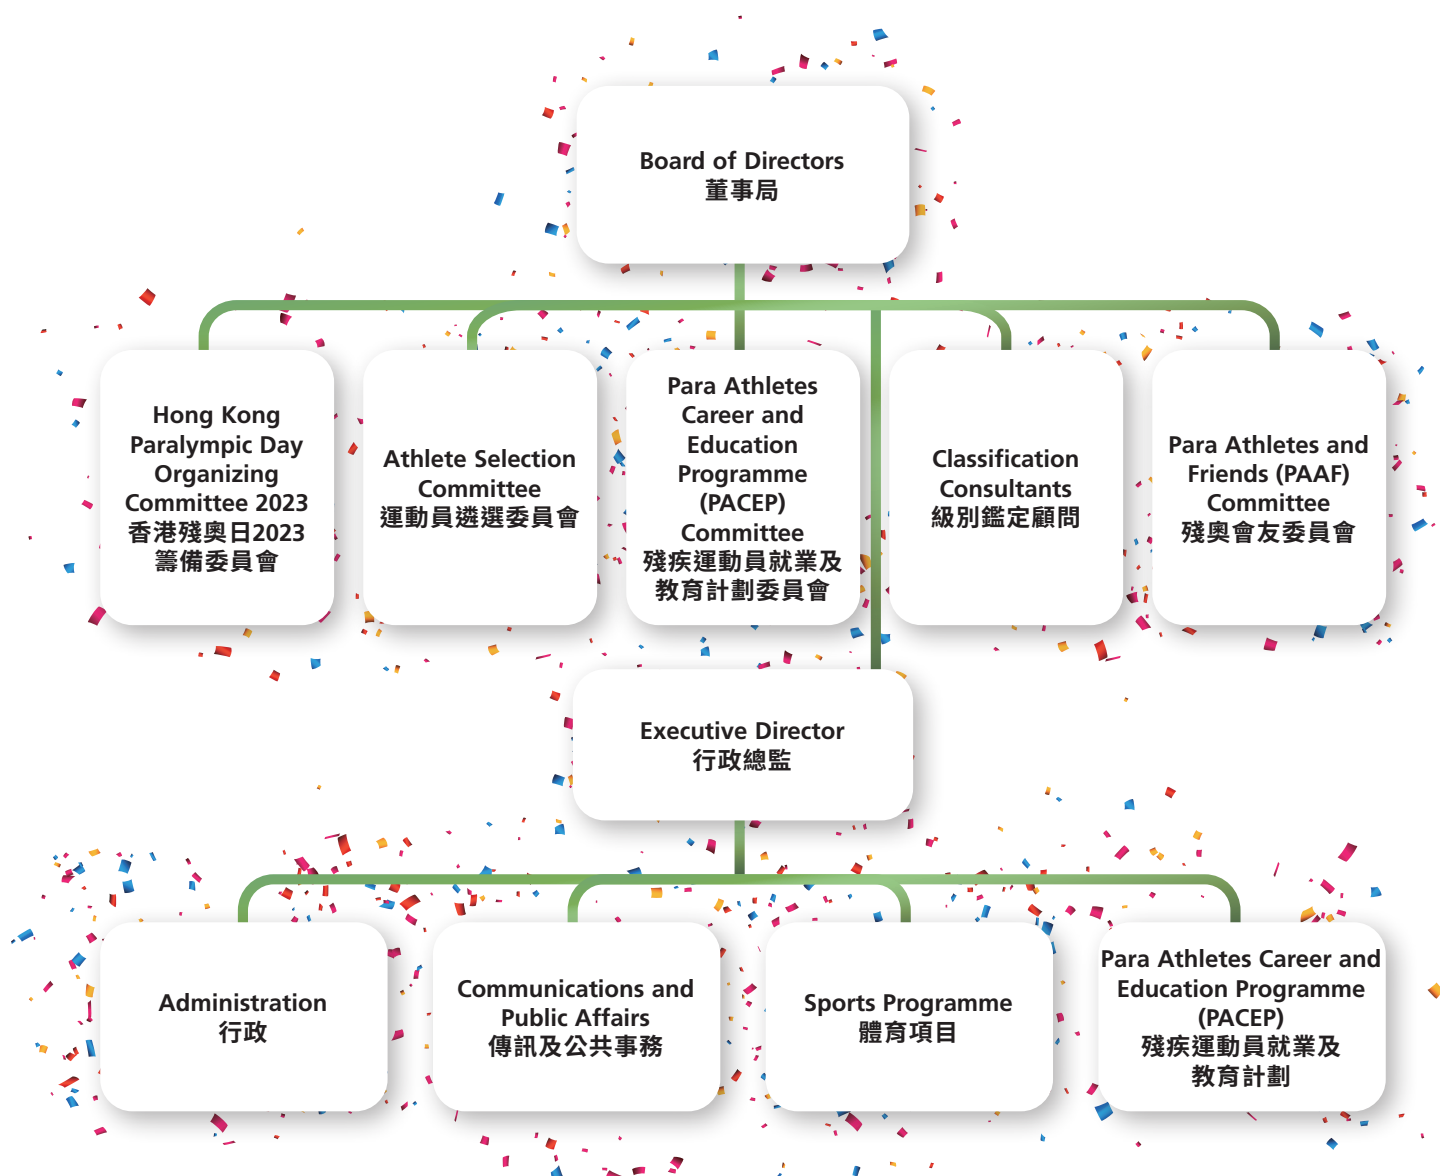 Board of Directors
董事局
Hong Kong
Paralympic Day
Organizing
Committee 2023
香港殘奧日2023
籌備委員會
Athlete Selection
Committee
運動員遴選委員會
Para Athletes
Career and
Education
Programme
(PACEP)
Committee
殘疾運動員就業及
教育計劃委員會
Classification
Consultants
級別鑑定顧問
Para Athletes and
Friends (PAAF)
Committee
殘奧會友委員會
Executive Director
行政總監
Administration
行政
Communications and
Public Affairs
傳訊及公共事務
Sports Programme
體育項目
Para Athletes Career and
Education Programme
(PACEP)
殘疾運動員就業及
教育計劃